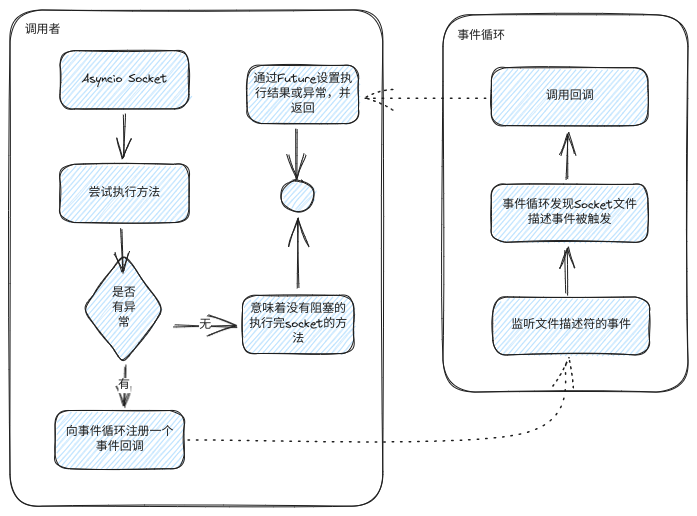 调用者
Asyncio Socket
尝试执行方法
是否
有异
常
无
有
向事件循环注册一个
事件回调
通过Future设置执
行结果或异常，并
返回
意味着没有阻塞的
执行完socket的方
法
事件循环
调用回调
事件循环发现Socket文件
描述事件被触发
监听文件描述符的事件